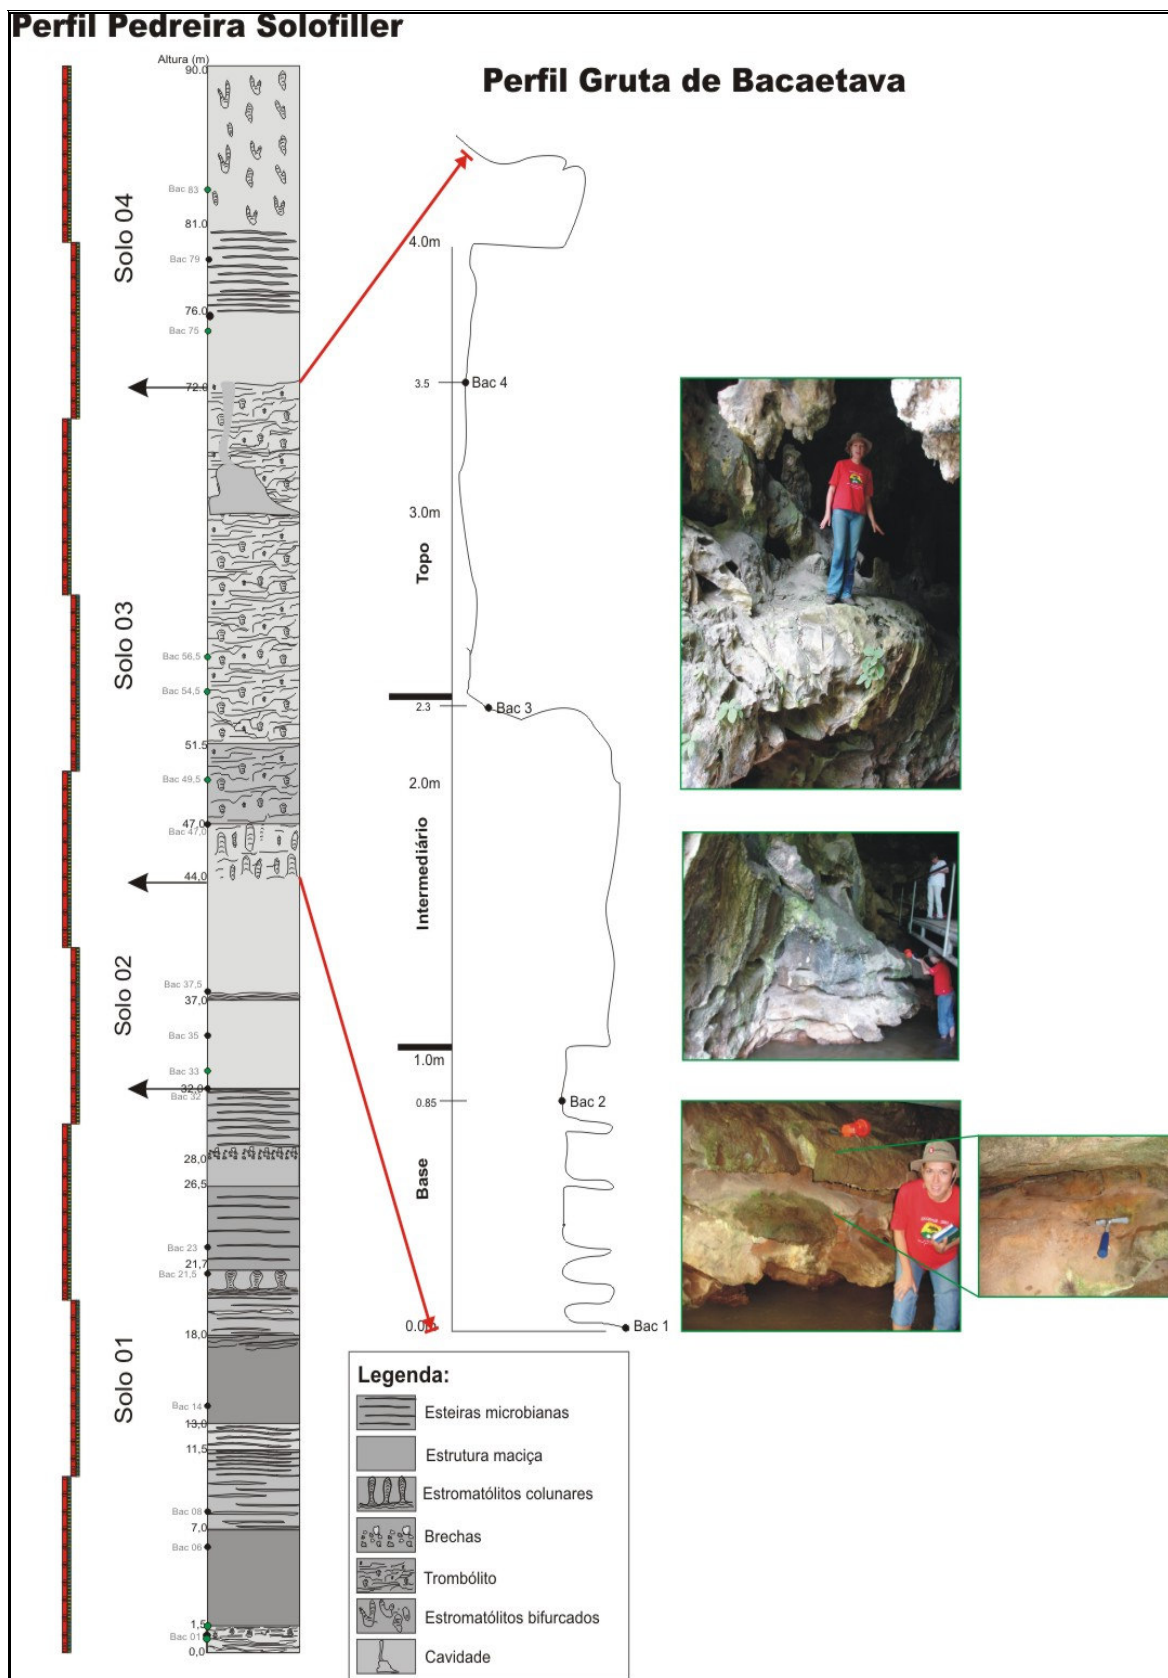 Perfil Pedreira Solofiller
Perfil Gruta de Bacaetava
Altura (m)
90.0
Bac 83
81.0
Solo 04
Bac 79
76.0
Bac 75
72.0
Solo 03
Bac 56,5
Bac 54,5
51.5
Bac 49,5
47,0
Bac 47,0
44,0
Solo 02
Bac 37,5
37,0
Bac 35
Bac 33
32,0
Bac 32
28,0
26,5
Bac 23
21,7
Bac 21,5
18,0
Solo 01
Bac 14
13,0
11,5
Bac 08
7,0
Bac 06
1,5
Bac 01
0,0
4.0m
3.5
Bac 4
3.0m
Topo
2.3
Bac 3
2.0m
Intermediário
1.0m
0.85
Bac 2
Base
Bac 1
Legenda:
Esteiras microbianas
Estrutura maciça
Estromatólitos colunares
Brechas
Trombólito
Estromatólitos bifurcados
Cavidade